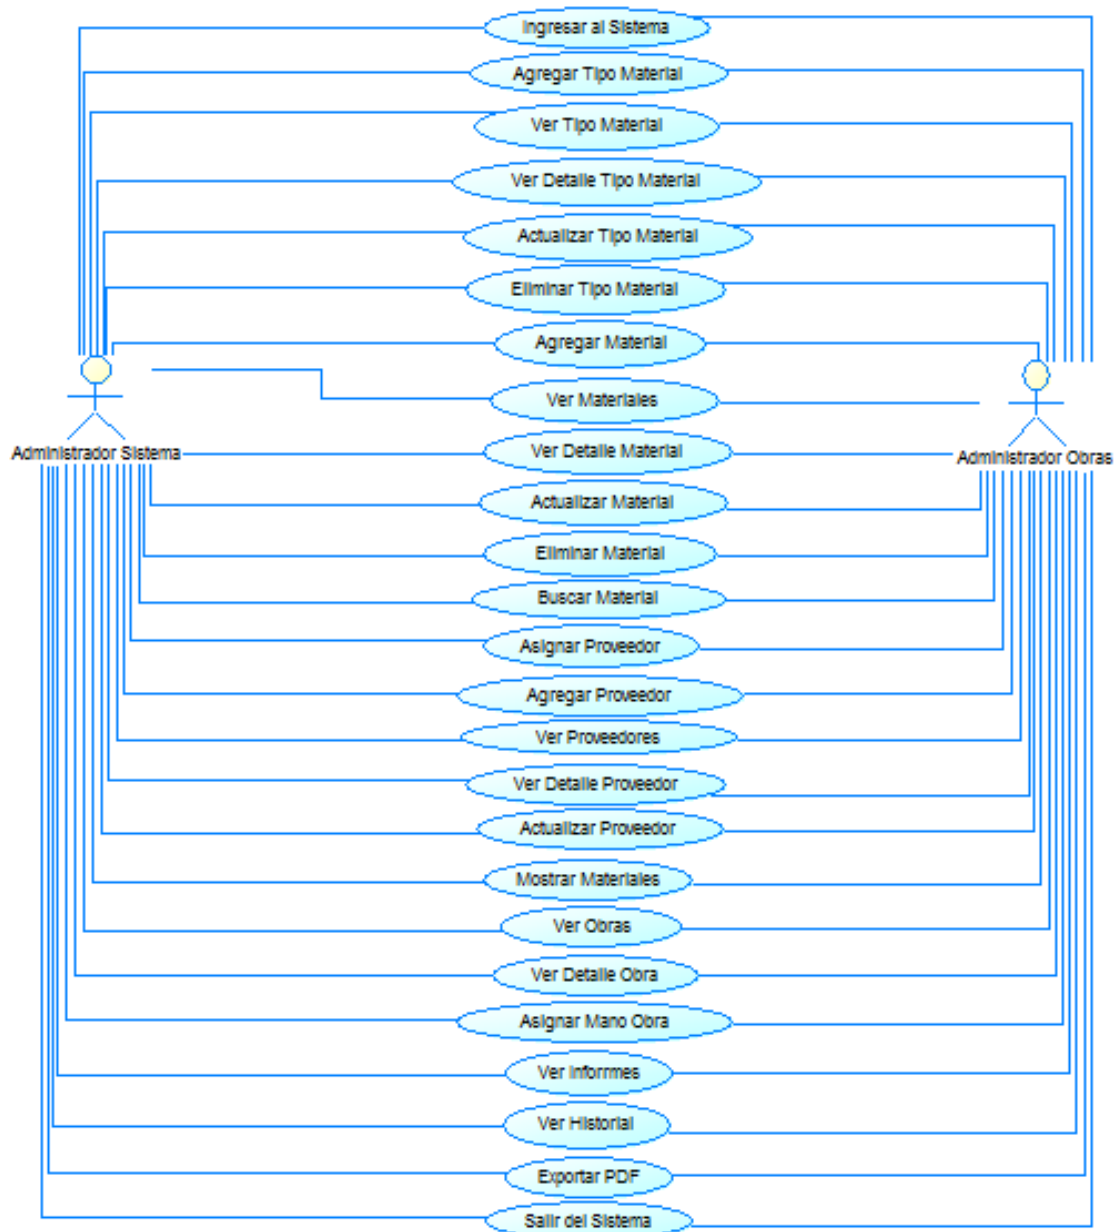 Ingresar al Sistema
Agregar Tipo Material
Ver Tipo Material
Ver Detalle Tipo Material
Actualizar Tipo Material
Eliminar Tipo Material
Agregar Material
Ver Materiales
Ver Detalle Material
Administrador Sistema
Administrador Obras
Actualizar Material
Eliminar Material
Buscar Material
Asignar Proveedor
Agregar Proveedor
Ver Proveedores
Ver Detalle Proveedor
Actualizar Proveedor
Mostrar Materiales
Ver Obras
Ver Detalle Obra
Asignar Mano Obra
Ver Inforrmes
Ver Historial
Exportar PDF
Salir del Sistema